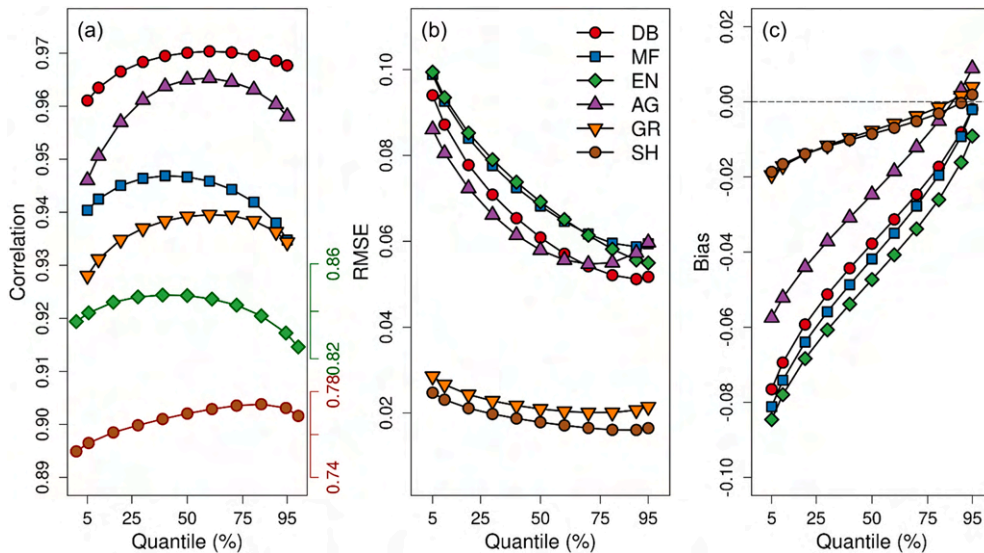 (a)
Correlation
0.97
0.96
0.95
0.94
0.93
0.92
0.91
0.90
0.89
0.86
0.82
0.78
0.74
5 25 50 75 95
Quantile (%)
(b)
RMSE
0.10
0.08
0.06
0.04
0.02
DB
MF
EN
AG
GR
SH
5 25 50 75 95
Quantile (%)
(c)
Bias
0.02
0.00
-0.02
-0.04
-0.06
-0.08
-0.10
5 25 50 75 95
Quantile (%)